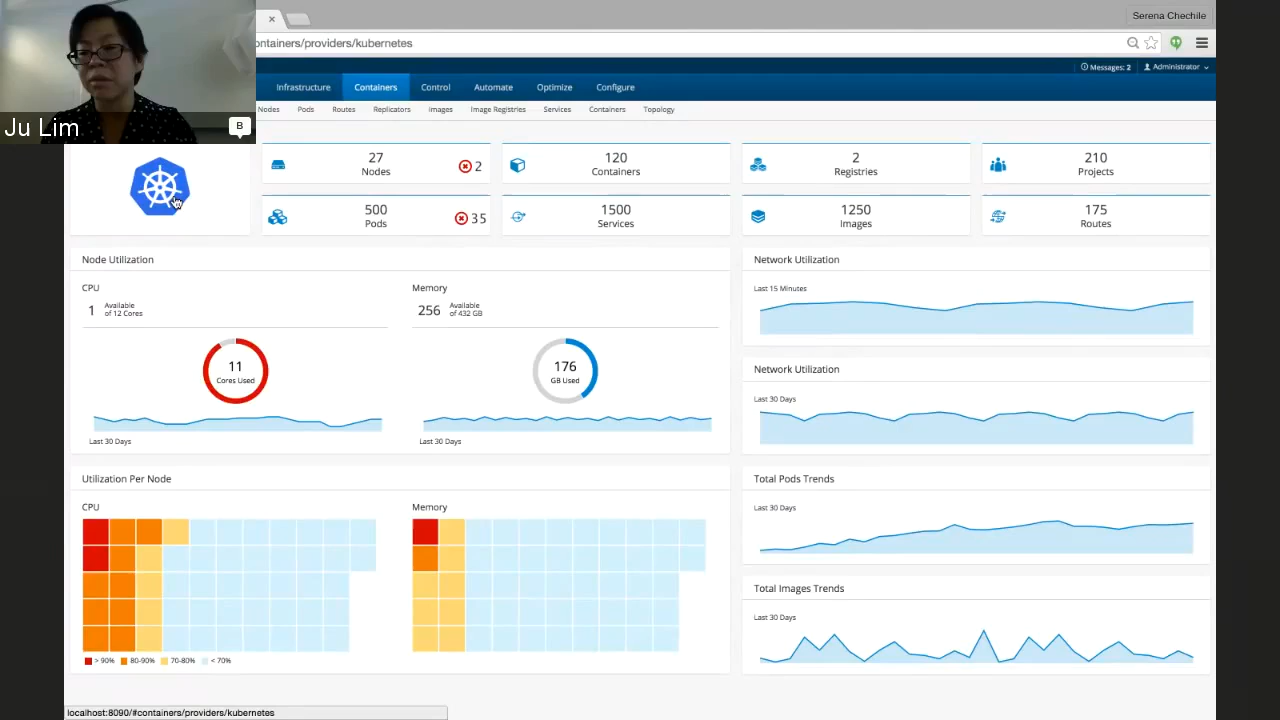 Serena Chechile
ontainers/providers/kubernetes
Messages: 2
Administrator
Infrastructure
Containers
Control
Automate
Optimize
Configure
Nodes
Pods
Routes
Replicators
Images
Image Registries
Services
Containers
Topology
Ju Lim
B
27
Nodes
2
120
Containers
2
Registries
210
Projects
500
Pods
35
1500
Services
1250
Images
175
Routes
Node Utilization
CPU
1
Available
of 12 Cores
11
Cores Used
Last 30 Days
Memory
256
Available
of 432 GB
176
GB Used
Last 30 Days
Network Utilization
Last 15 Minutes
Network Utilization
Last 30 Days
Utilization Per Node
CPU
Memory
> 90%
80-90%
70-80%
< 70%
Total Pods Trends
Last 30 Days
Total Images Trends
Last 30 Days
localhost:8090/#containers/providers/kubernetes